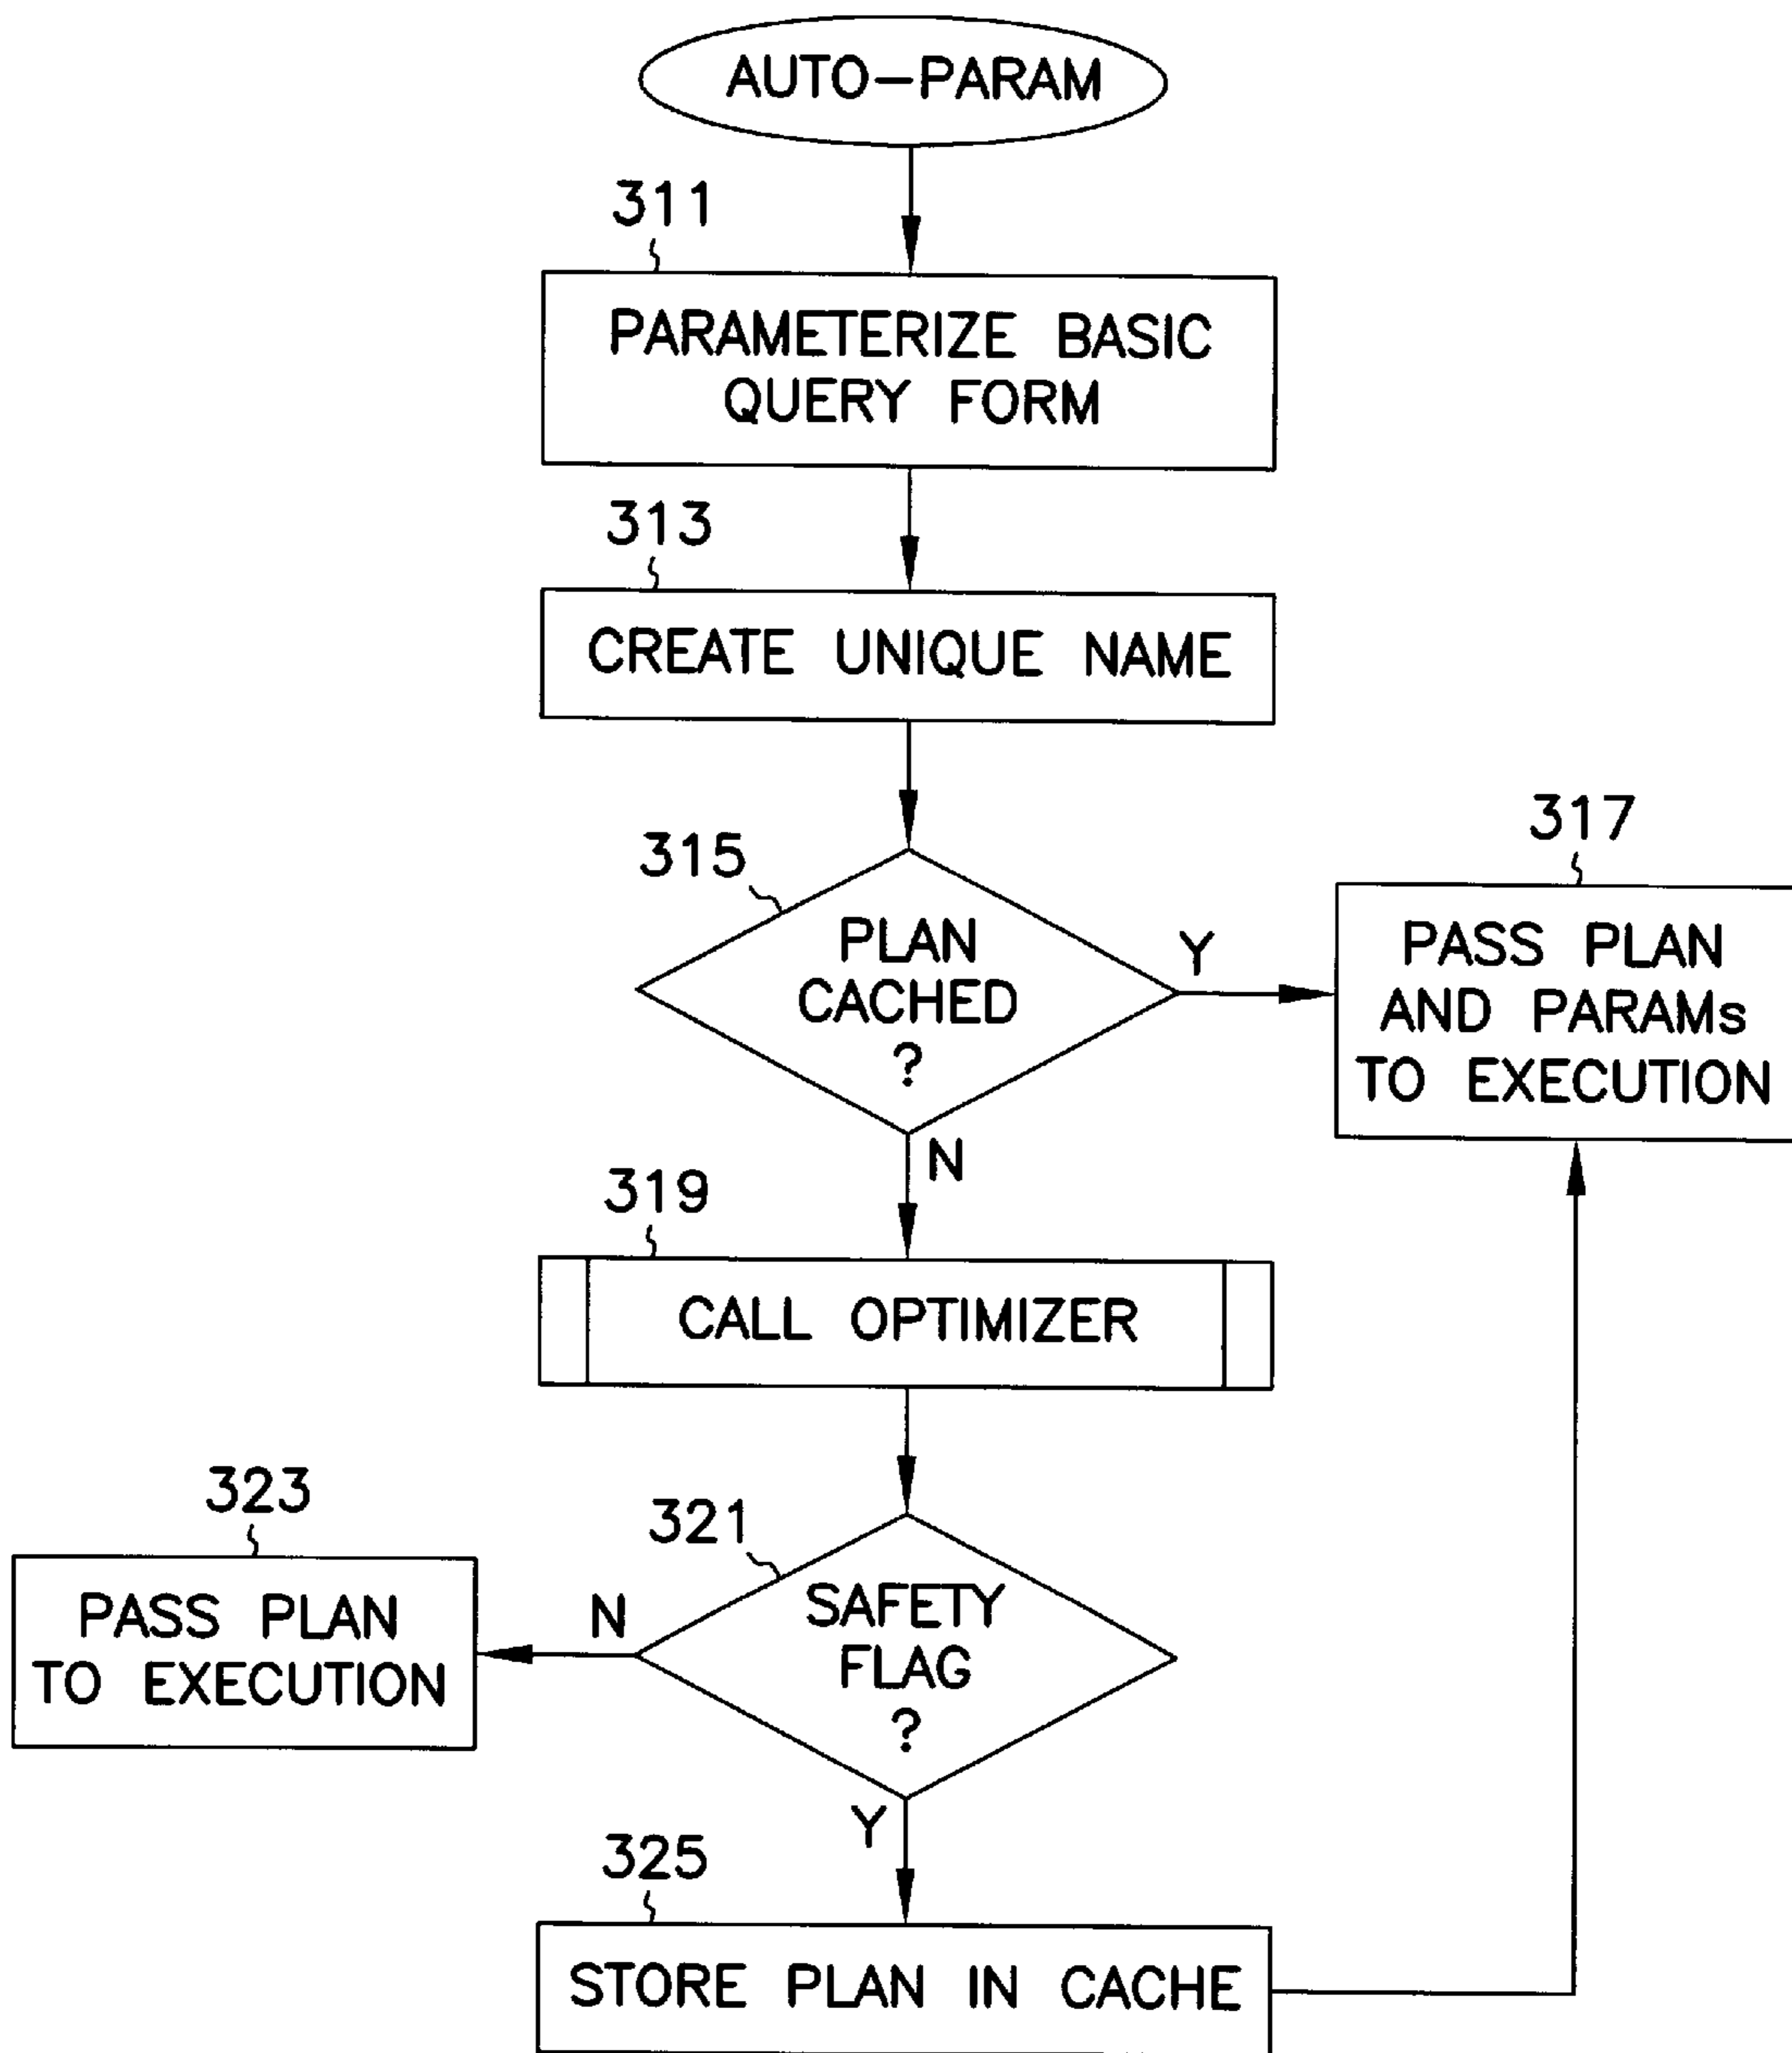 AUTO-PARAM
311
PARAMETERIZE BASIC
QUERY FORM
313
CREATE UNIQUE NAME
315
PLAN
CACHED
?
Y
N
317
PASS PLAN
AND PARAMs
TO EXECUTION
319
CALL OPTIMIZER
321
SAFETY
FLAG
?
N
Y
323
PASS PLAN
TO EXECUTION
325
STORE PLAN IN CACHE